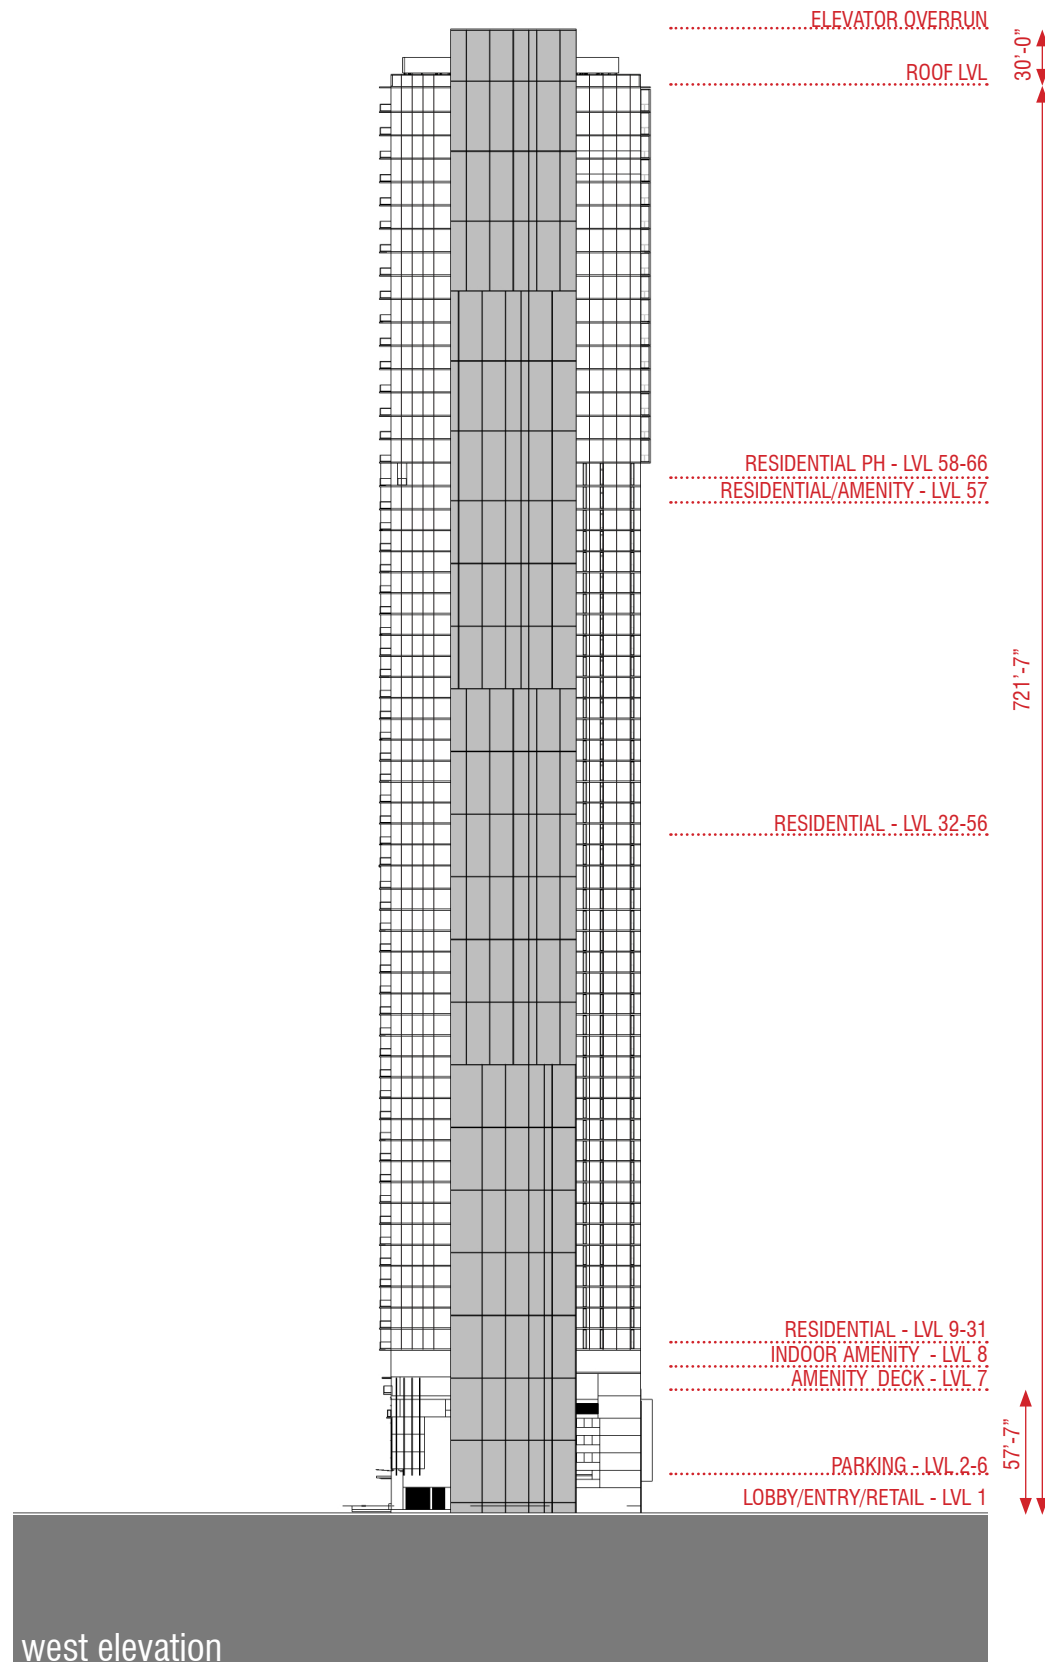 ELEVATOR OVERRUN
30'-0”
ROOF LVL
RESIDENTIAL PH - LVL 58-66
RESIDENTIAL/AMENITY - LVL 57
721'-7”
RESIDENTIAL - LVL 32-56
RESIDENTIAL - LVL 9-31
INDOOR AMENITY - LVL 8
AMENITY DECK - LVL 7
57'-7”
PARKING - LVL 2-6
LOBBY/ENTRY/RETAIL - LVL 1
west elevation